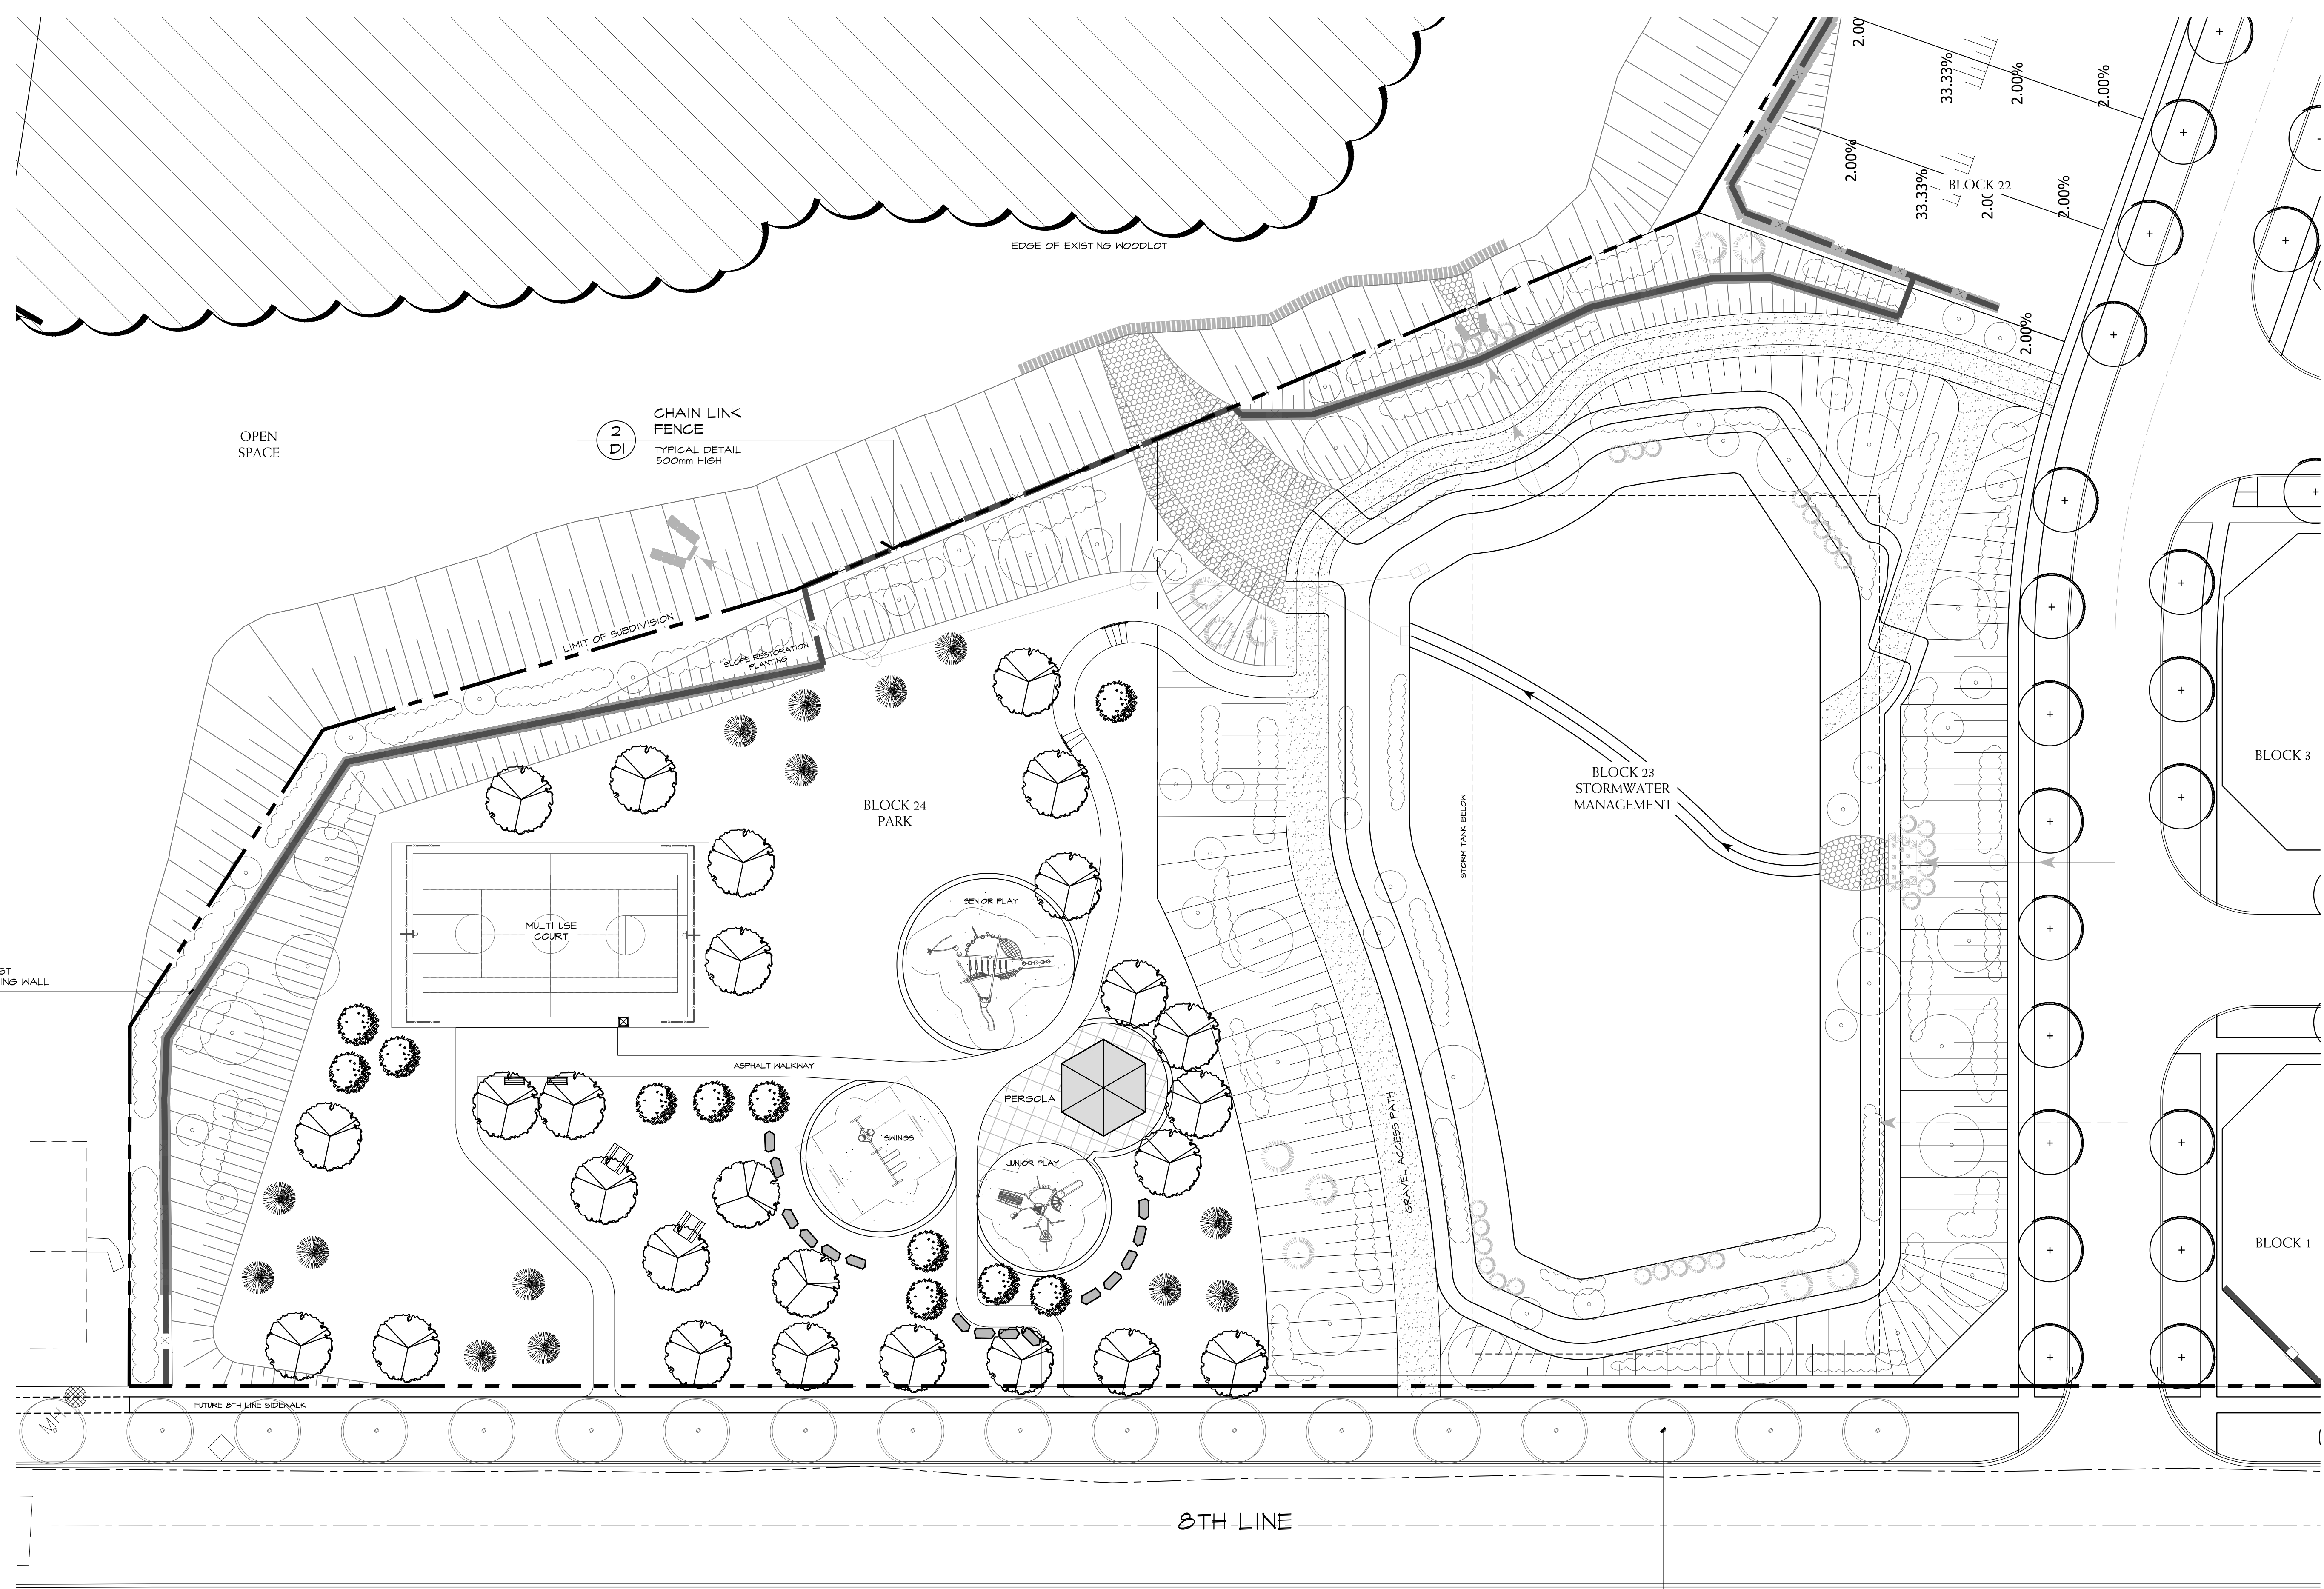 2.00
33.33%
2.00%
2.00%
2.00%
33.33%
BLOCK 22
2.00
2.00%
2.00%
EDGE OF EXISTING WOODLOT
OPEN
SPACE
2
D1
CHAIN LINK
FENCE
TYPICAL DETAIL
1500mm HIGH
LIMIT OF SUBDIVISION
SLOPE RESTORATION
PLANTING
BLOCK 24
PARK
BLOCK 23
STORMWATER
MANAGEMENT
STORM TANK BELOW
BLOCK 3
SENIOR PLAY
MULTI USE
COURT
ST
ING WALL
ASPHALT WALKWAY
PERGOLA
SWINGS
JUNIOR PLAY
GRAVEL ACCESS PATH
BLOCK 1
MH
FUTURE 8TH LINE SIDEWALK
8TH LINE